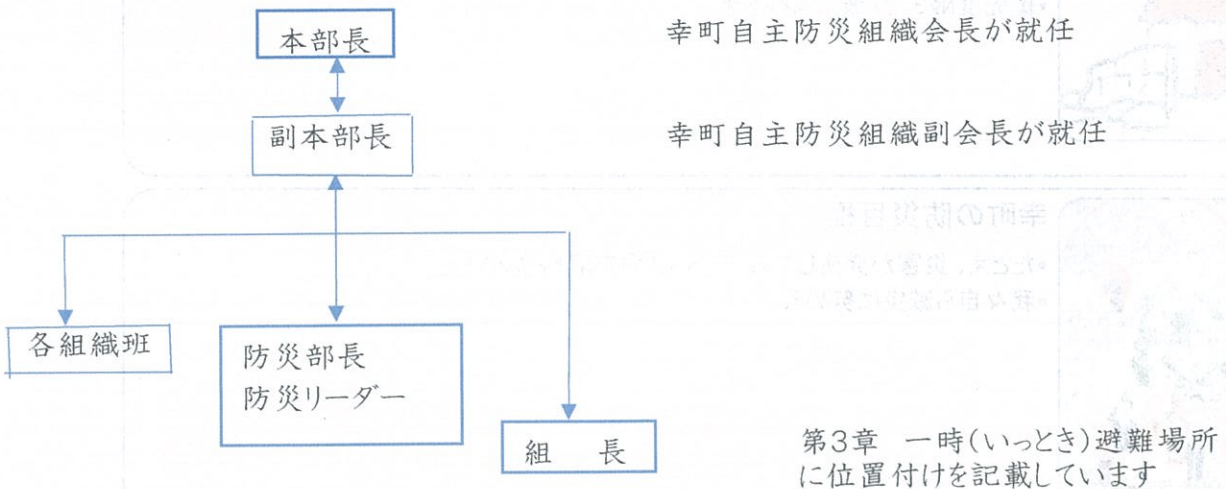 本部長
幸町自主防災組織会長が就任
副本部長
幸町自主防災組織副会長が就任
各組織班
防災部長
防災リーダー
組　長
第3章　一時(いっとき)避難場所
に位置付けを記載しています